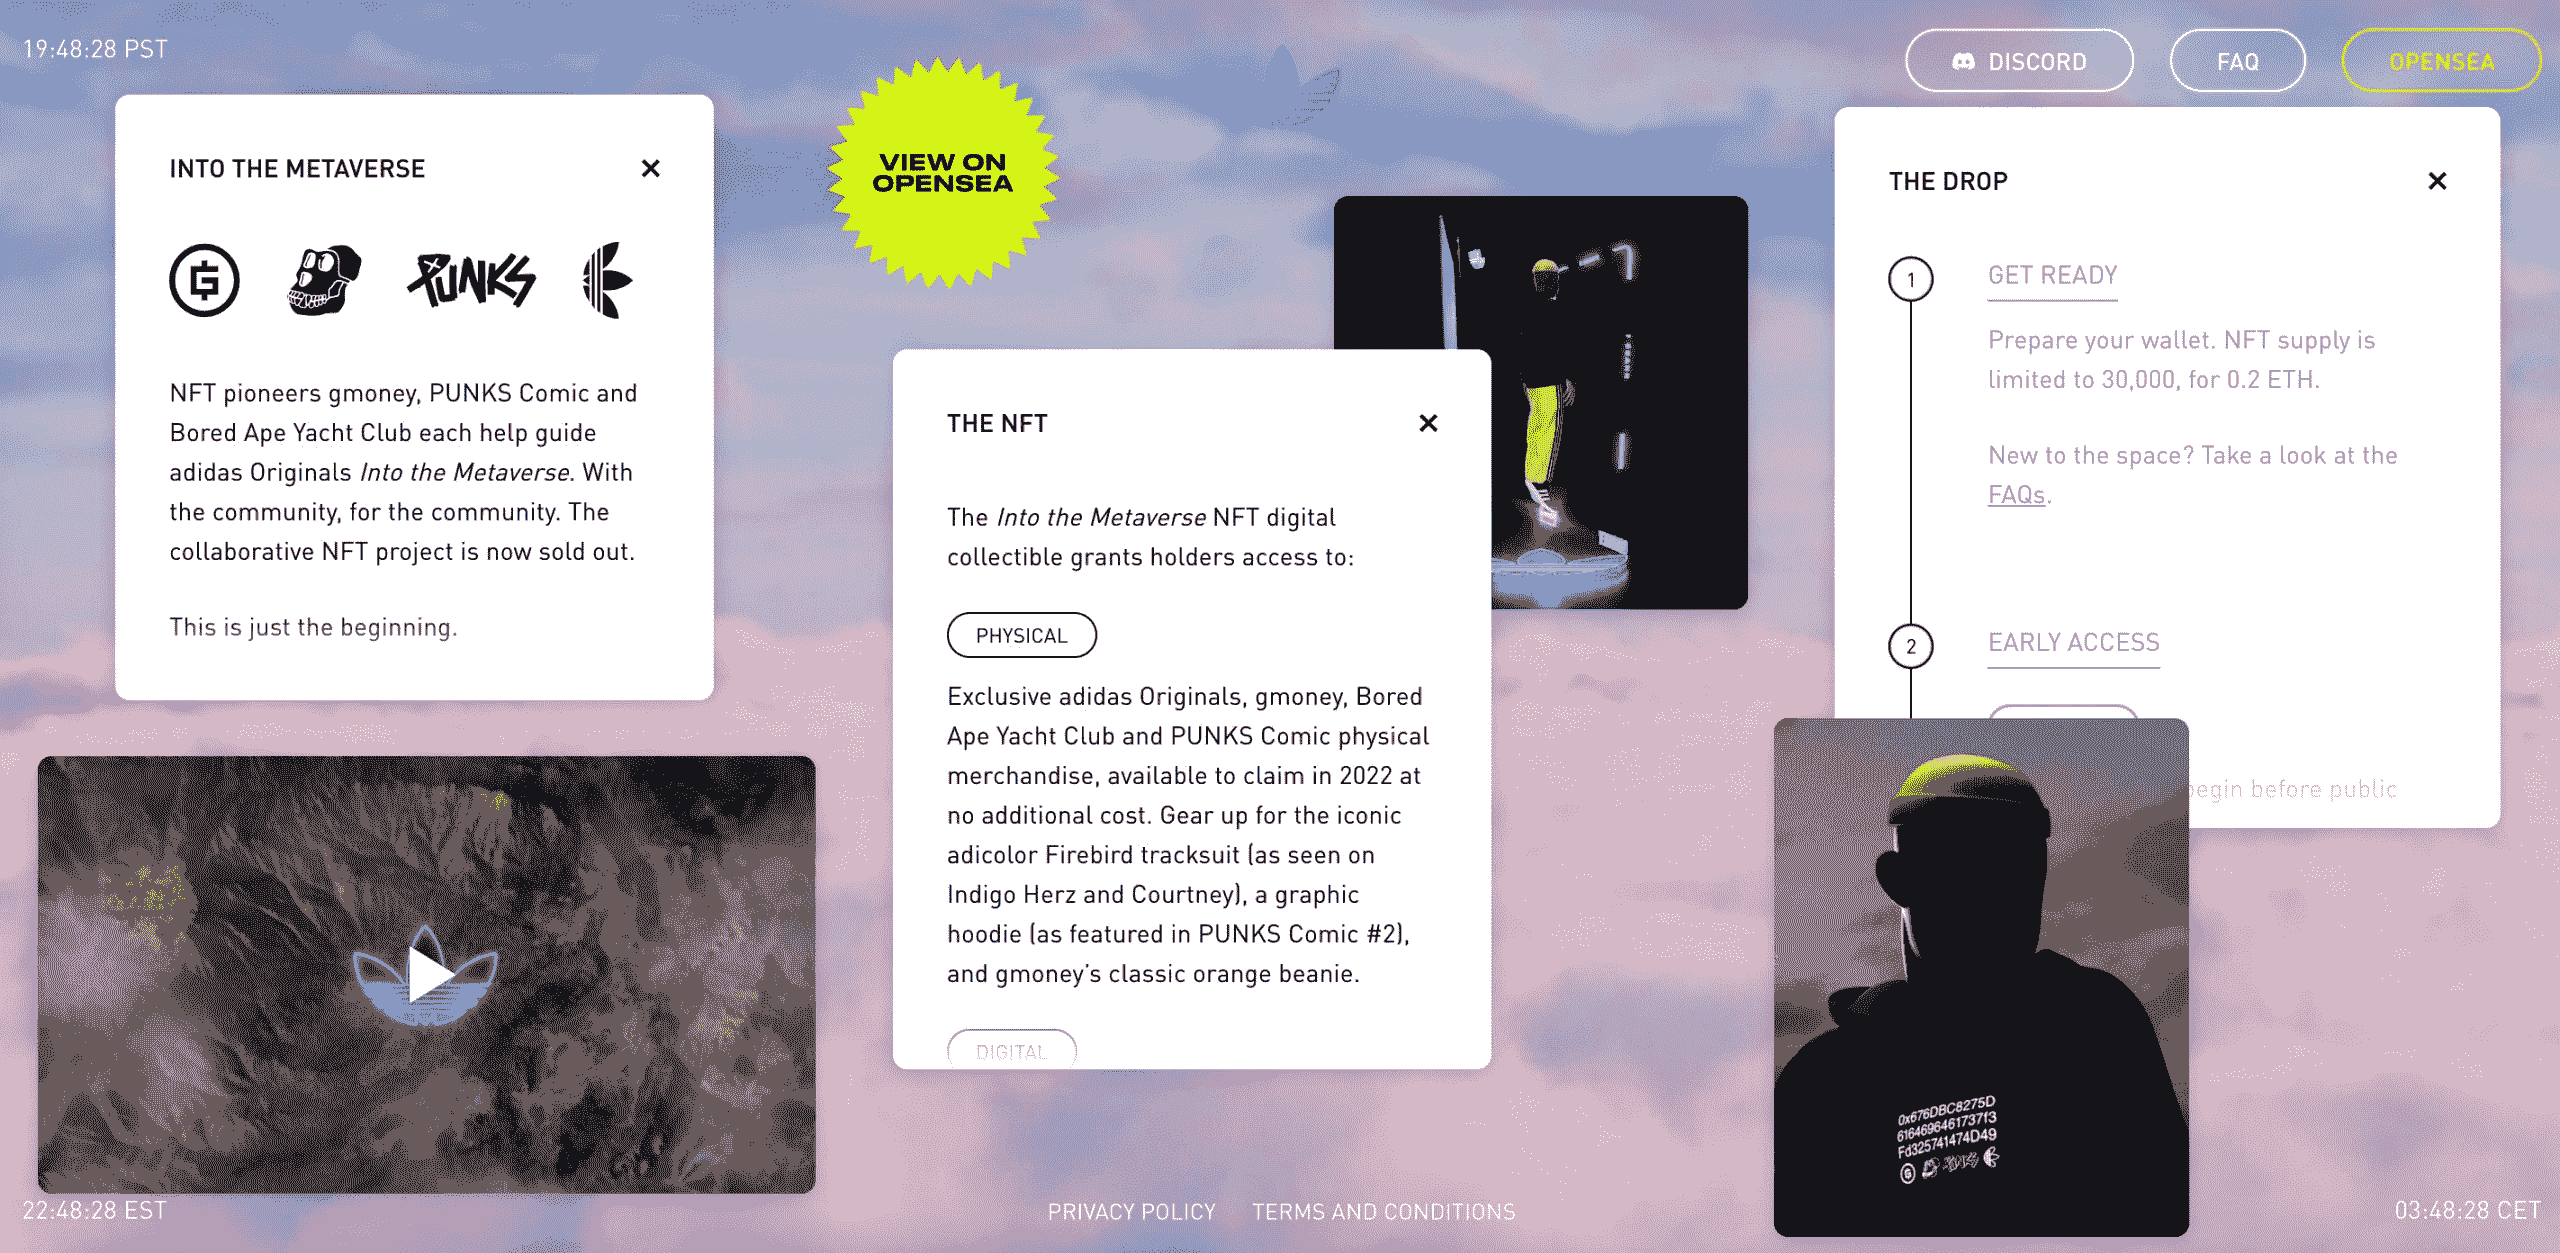 19:48:28 PST
DISCORD
FAQ
OPENSEA
INTO THE METAVERSE
PUNKS
NFT pioneers gmoney, PUNKS Comic and
Bored Ape Yacht Club each help guide
adidas Originals Into the Metaverse. With
the community, for the community. The
collaborative NFT project is now sold out.
This is just the beginning.
VIEW ON
OPENSEA
THE NFT
The Into the Metaverse NFT digital
collectible grants holders access to:
PHYSICAL
Exclusive adidas Originals, gmoney, Bored
Ape Yacht Club and PUNKS Comic physical
merchandise, available to claim in 2022 at
no additional cost. Gear up for the iconic
adicolor Firebird tracksuit (as seen on
Indigo Herz and Courtney), a graphic
hoodie (as featured in PUNKS Comic #2),
and gmoney’s classic orange beanie.
DIGITAL
THE DROP
1
GET READY
Prepare your wallet. NFT supply is
limited to 30,000, for 0.2 ETH.
New to the space? Take a look at the
FAQs.
2
EARLY ACCESS
begin before public
0x676DBC8275D
616469646173713
Fd325741474D49
22:48:28 EST
PRIVACY POLICY
TERMS AND CONDITIONS
03:48:28 CET